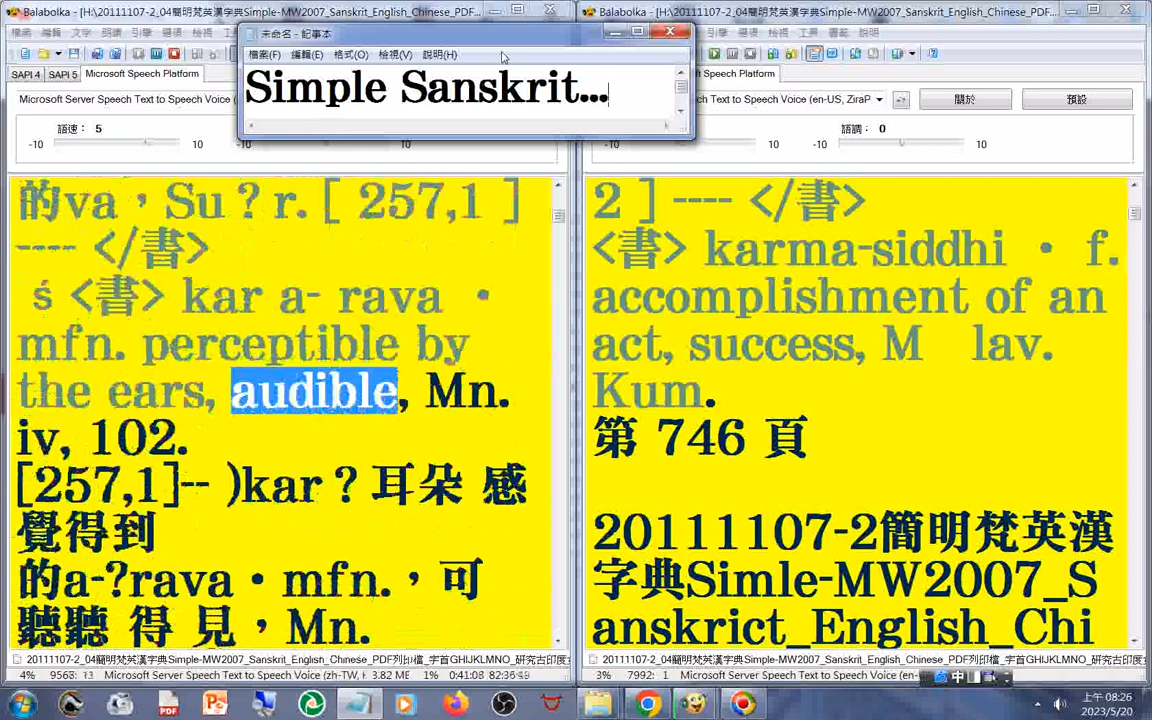 Balabolka - [H:\20111107-2_04簡明梵英漢字典Simple-MW2007_Sanskrit_English_Chinese_PDF...
Balabolka - [H:\20111107-2_04簡明梵英漢字典Simple-MW2007_Sanskrit_English_Chinese_PDF...
未命名 - 記事本
檔案(F) 編輯(E) 格式(O) 檢視(V) 說明(H)
Simple Sanskrit...
SAPI 4 SAPI 5 Microsoft Speech Platform
Speech Platform
Microsoft Server Speech Text to Speech Voice (
ch Text to Speech Voice (en-US, ZiraP
關於 預設
語速： 5
-10 10 -10 10
語調： 0
-10 10 -10 10
的va，Su？r. [ 257,1 ]
---- </書>
ś <書> kar a- rava •
mfn. perceptible by
the ears, audible, Mn.
iv, 102.
[257,1]-- )kar？耳朵 感
覺得到
的a-?rava•mfn.，可
聽聽 得 見，Mn.
2 ] ---- </書>
<書> karma-siddhi • f.
accomplishment of an
act, success, M lav.
Kum.
第 746 頁
20111107-2簡明梵英漢
字典Simle-MW2007_S
anskrict_English_Chi
20111107-2_04簡明梵英漢字典Simple-MW2007_Sanskrit_English_Chinese_PDF列印檔_字首GHIJKLMNO_研究古印度
20111107-2_04簡明梵英漢字典Simple-MW2007_Sanskrit_English_Chinese_PDF列印檔_字首GHIJKLMNO_研究古印度
4% 9563: 13 Microsoft Server Speech Text to Speech Voice (zh-TW, H 3.82 MB 1% 0:41:08 82:36:49
3% 7992: 1 Microsoft Server Speech Text to Speech Voice (en-
中
上午 08:26
2023/5/20